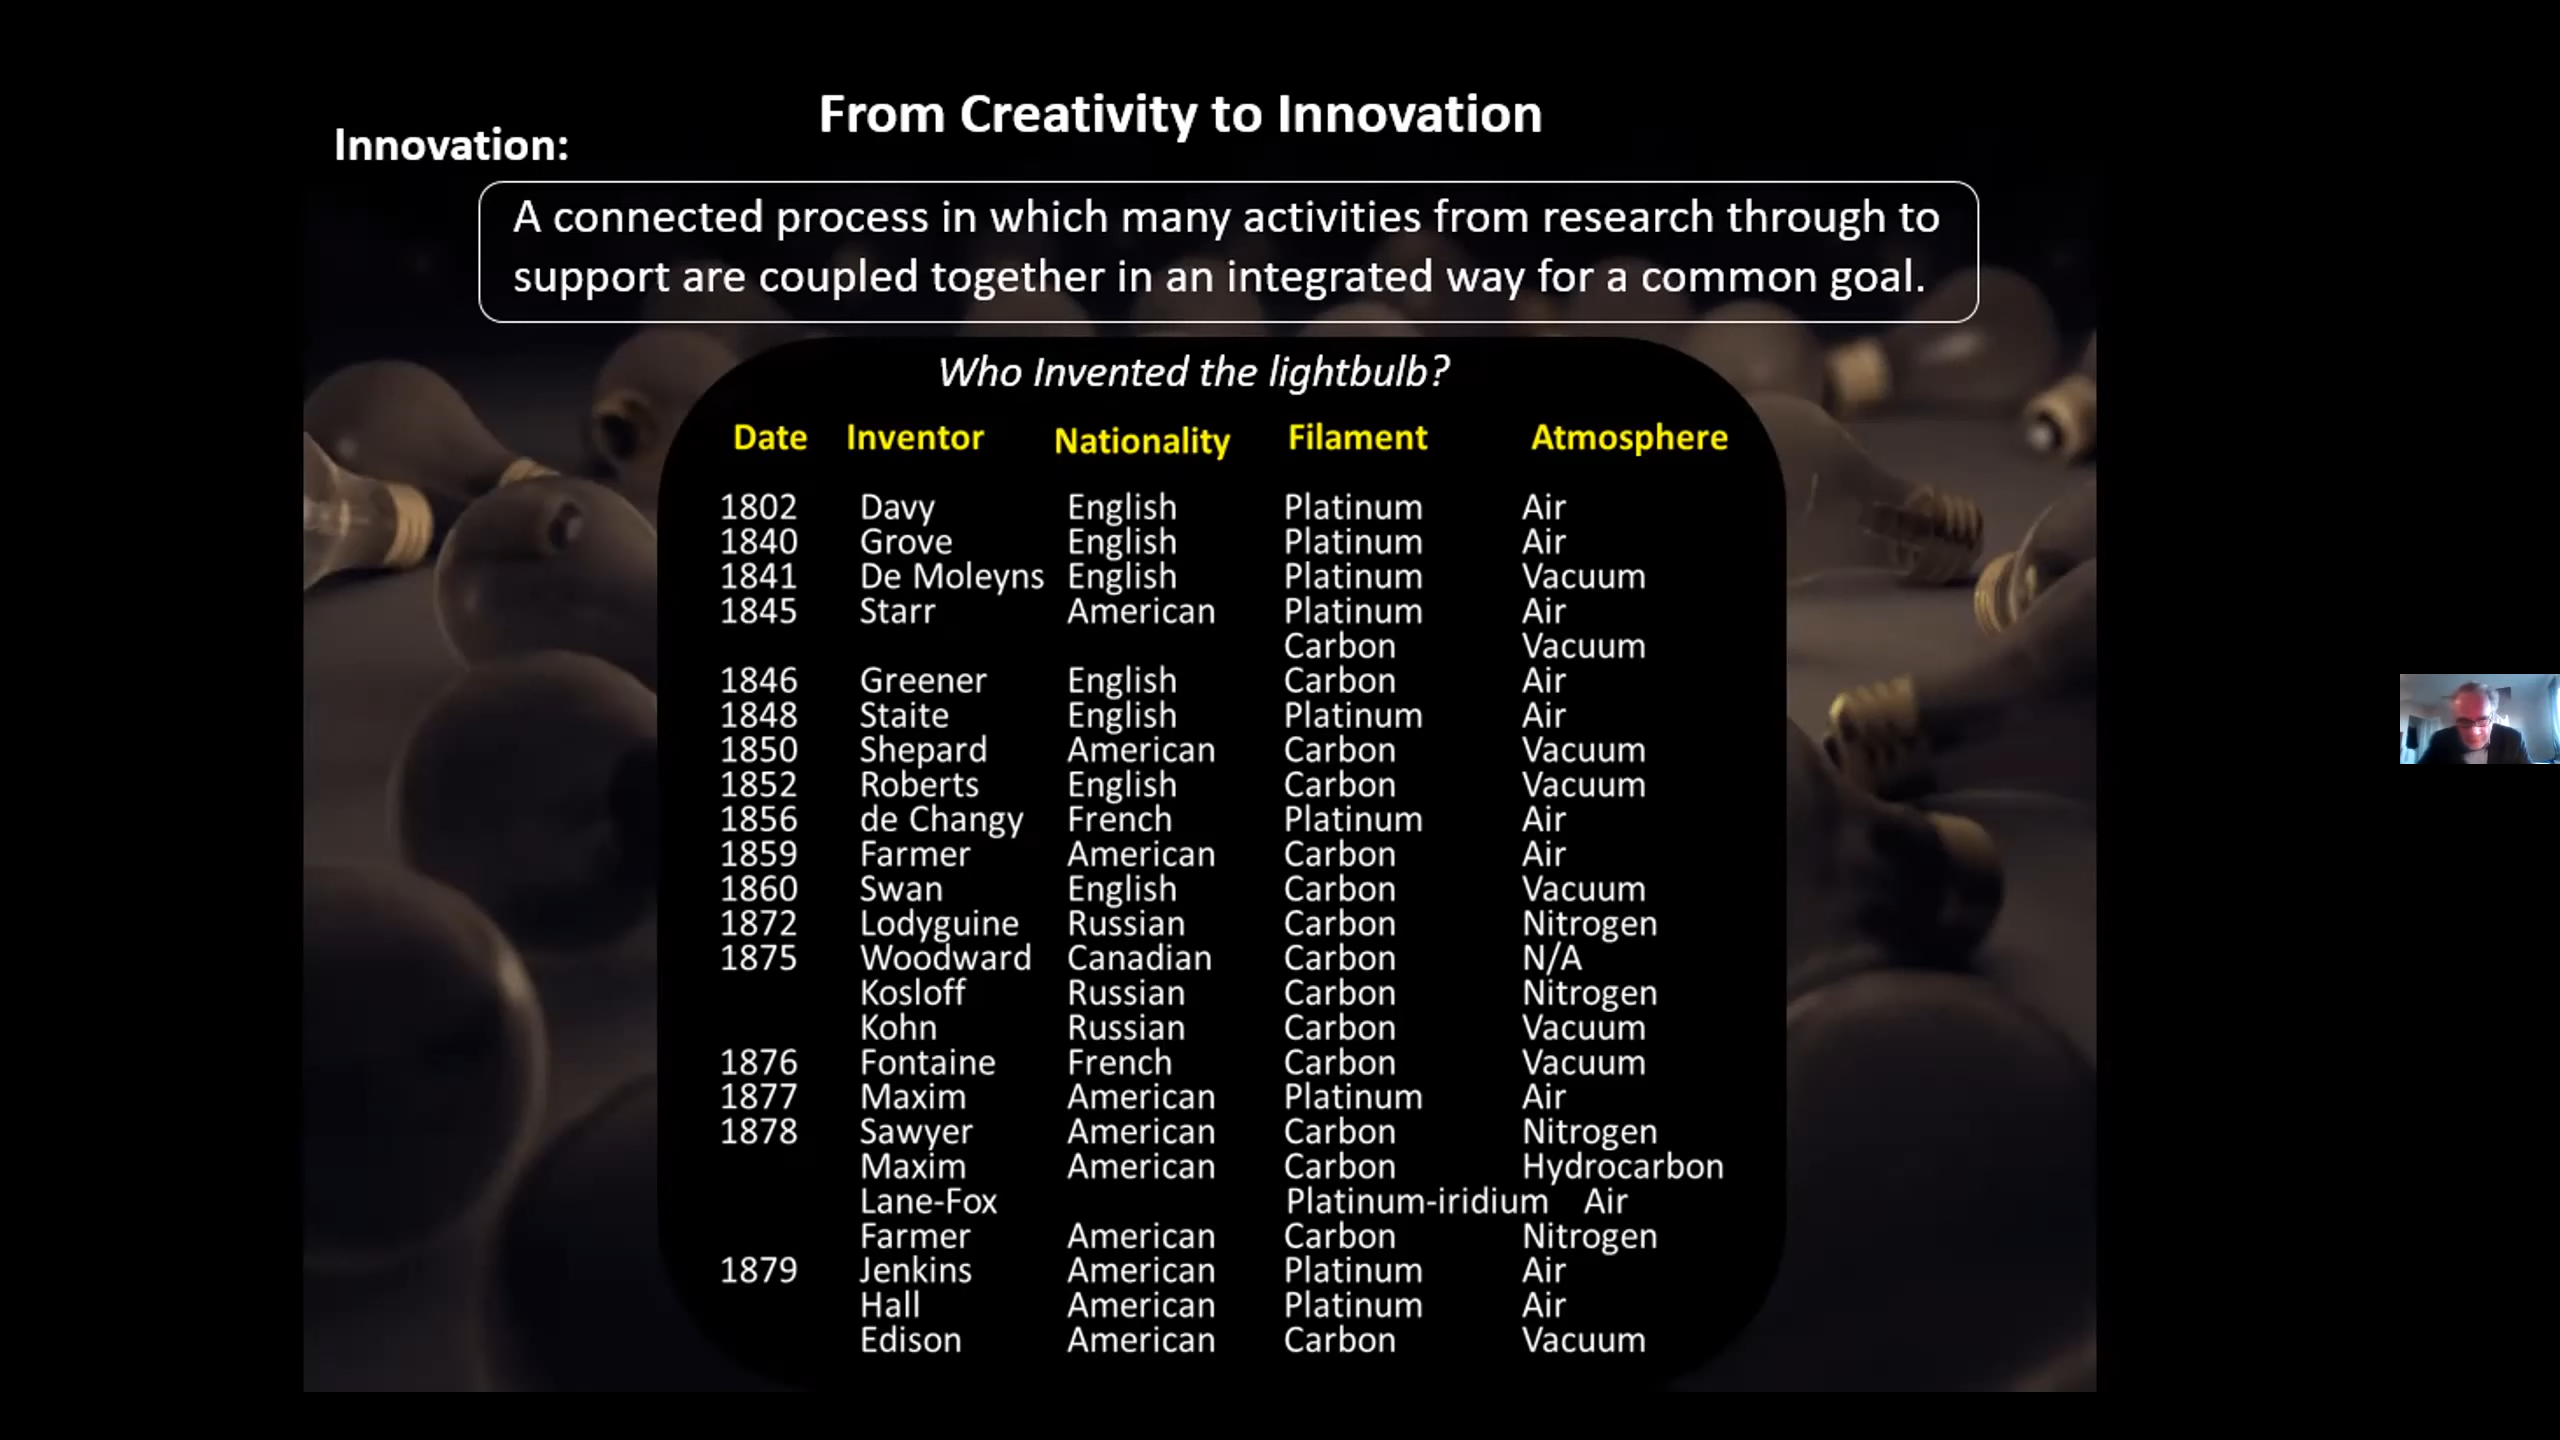 From Creativity to Innovation
Innovation:
A connected process in which many activities from research through to
support are coupled together in an integrated way for a common goal.
Who Invented the lightbulb?
Date Inventor Nationality Filament Atmosphere
1802 Davy English Platinum Air
1840 Grove English Platinum Air
1841 De Moleyns English Platinum Vacuum
1845 Starr American Platinum Air
Carbon Vacuum
1846 Greener English Carbon Air
1848 Staite English Platinum Air
1850 Shepard American Carbon Vacuum
1852 Roberts English Carbon Vacuum
1856 de Changy French Platinum Air
1859 Farmer American Carbon Air
1860 Swan English Carbon Vacuum
1872 Lodyguine Russian Carbon Nitrogen
1875 Woodward Canadian Carbon N/A
Kosloff Russian Carbon Nitrogen
Kohn Russian Carbon Vacuum
1876 Fontaine French Carbon Vacuum
1877 Maxim American Platinum Air
1878 Sawyer American Carbon Nitrogen
Maxim American Carbon Hydrocarbon
Lane-Fox Platinum-iridium Air
Farmer American Carbon Nitrogen
1879 Jenkins American Platinum Air
Hall American Platinum Air
Edison American Carbon Vacuum